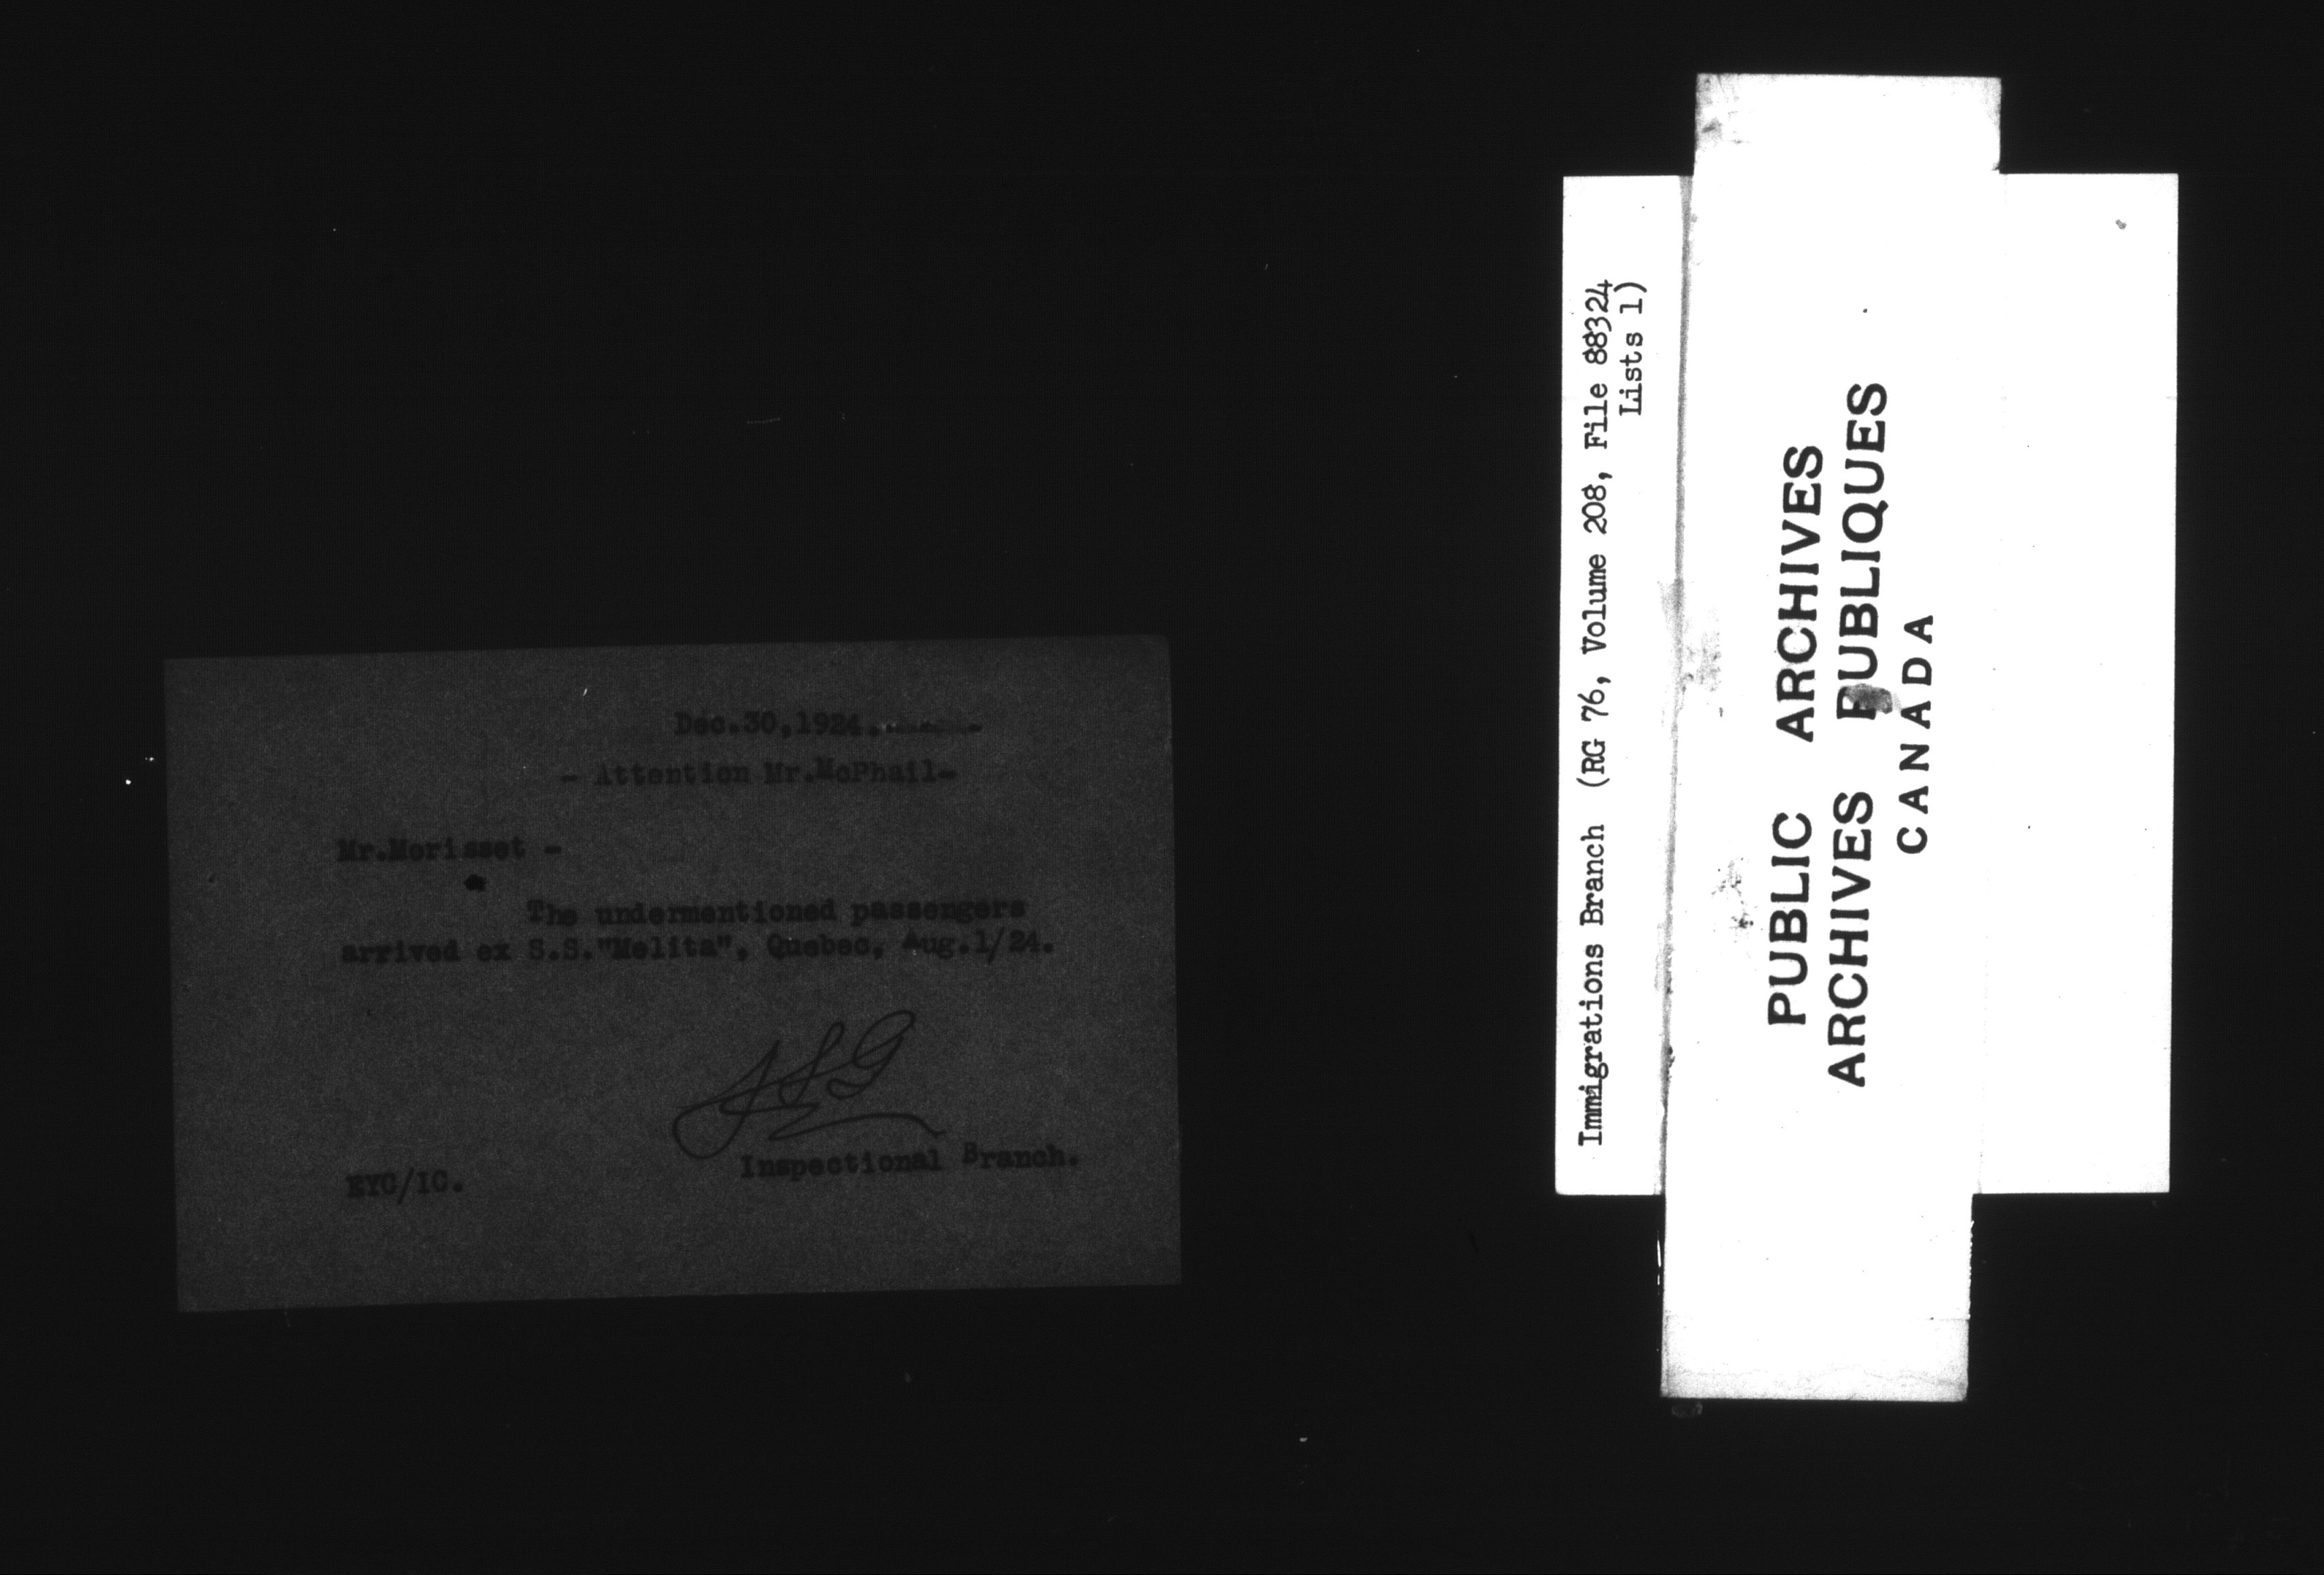 Dec.30,1924.
- Attention Mr.McPhail-
Mr.Morisset -
The undermentioned passengers
arrived ex S.S."Melita", Quebec, Aug.1/24.
Inspectional Branch.
EYC/IC.
Immigrations Branch (RG 76, Volume 208, File 88324
Lists 1)
PUBLIC ARCHIVES
ARCHIVES PUBLIQUES
CANADA